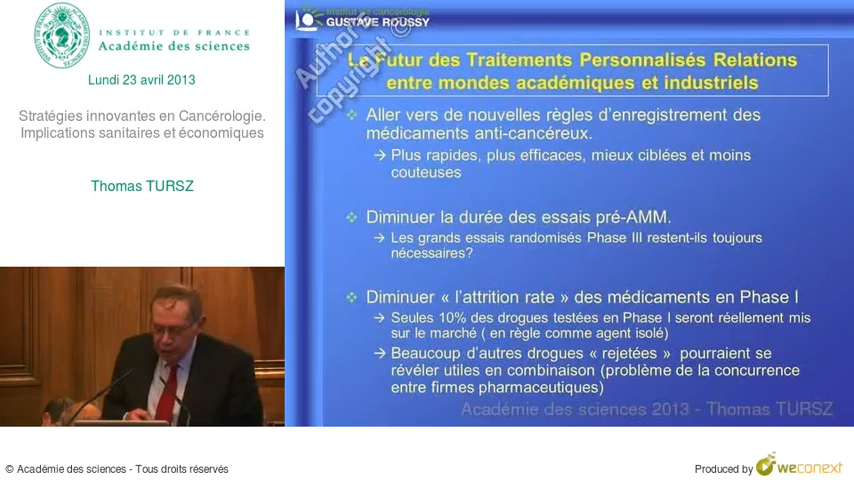 INSTITUT DE FRANCE
Académie des sciences
Lundi 23 avril 2013
Stratégies innovantes en Cancérologie.
Implications sanitaires et économiques
Thomas TURSZ
institut de cancérologie
GUSTAVE ROUSSY
Author's
copyright ©
Le Futur des Traitements Personnalisés Relations
entre mondes académiques et industriels
Aller vers de nouvelles règles d'enregistrement des
médicaments anti-cancéreux.
→ Plus rapides, plus efficaces, mieux ciblées et moins
couteuses
Diminuer la durée des essais pré-AMM.
→ Les grands essais randomisés Phase III restent-ils toujours
nécessaires?
Diminuer « l'attrition rate » des médicaments en Phase I
→ Seules 10% des drogues testées en Phase I seront réellement mis
sur le marché ( en règle comme agent isolé)
→ Beaucoup d'autres drogues « rejetées » pourraient se
révéler utiles en combinaison (problème de la concurrence
entre firmes pharmaceutiques)
Académie des sciences 2013 - Thomas TURSZ
© Académie des sciences - Tous droits réservés
Produced by weconext